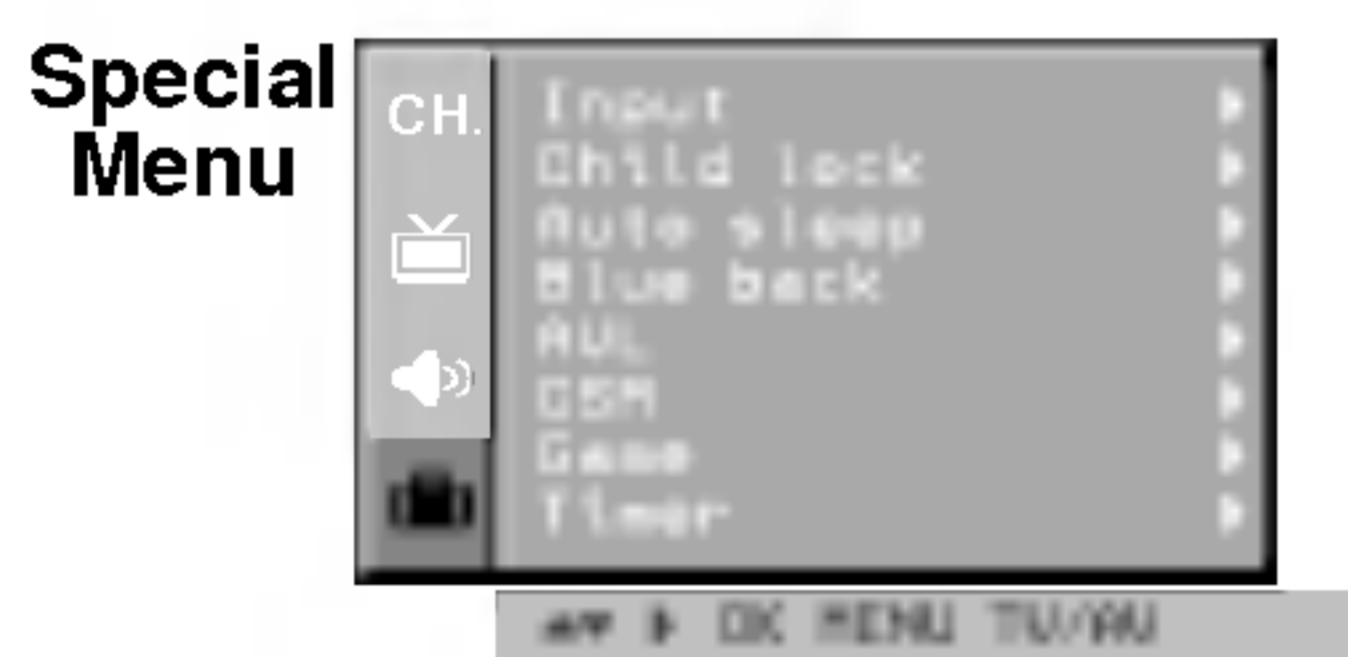 Special
Menu
CH.
Input
Child lock
Auto sleep
Blue back
AVL
GSM
Game
Timer
▲▼ ▶ OK MENU TV/AV